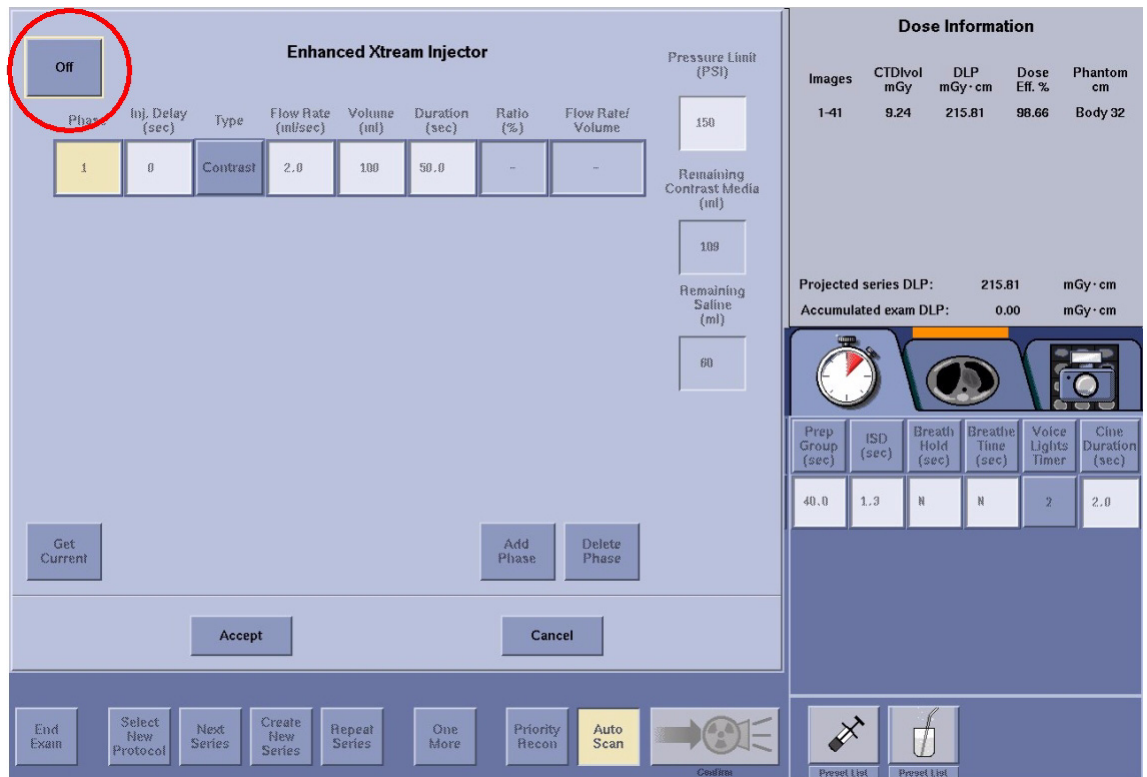 Off
Enhanced Xtream Injector
Pressure Limit
(PSI)
150
Phase
Inj. Delay
(sec)
Type
Flow Rate
(ml/sec)
Volume
(ml)
Duration
(sec)
Ratio
(%)
Flow Rate/
Volume
1
0
Contrast
2.0
100
50.0
-
-
Remaining
Contrast Media
(ml)
109
Remaining
Saline
(ml)
60
Get
Current
Add
Phase
Delete
Phase
Accept
Cancel
End
Exam
Select
New
Protocol
Next
Series
Create
New
Series
Repeat
Series
One
More
Priority
Recon
Auto
Scan
Confirm
Dose Information
Images
CTDIvol
mGy
DLP
mGy·cm
Dose
Eff. %
Phantom
cm
1-41 9.24 215.81 98.66 Body 32
Projected series DLP: 215.81 mGy·cm
Accumulated exam DLP: 0.00 mGy·cm
Prep
Group
(sec)
ISD
(sec)
Breath
Hold
(sec)
Breathe
Time
(sec)
Voice
Lights
Timer
Cine
Duration
(sec)
40.0
1.3
N
N
2
2.0
Preset List
Preset List